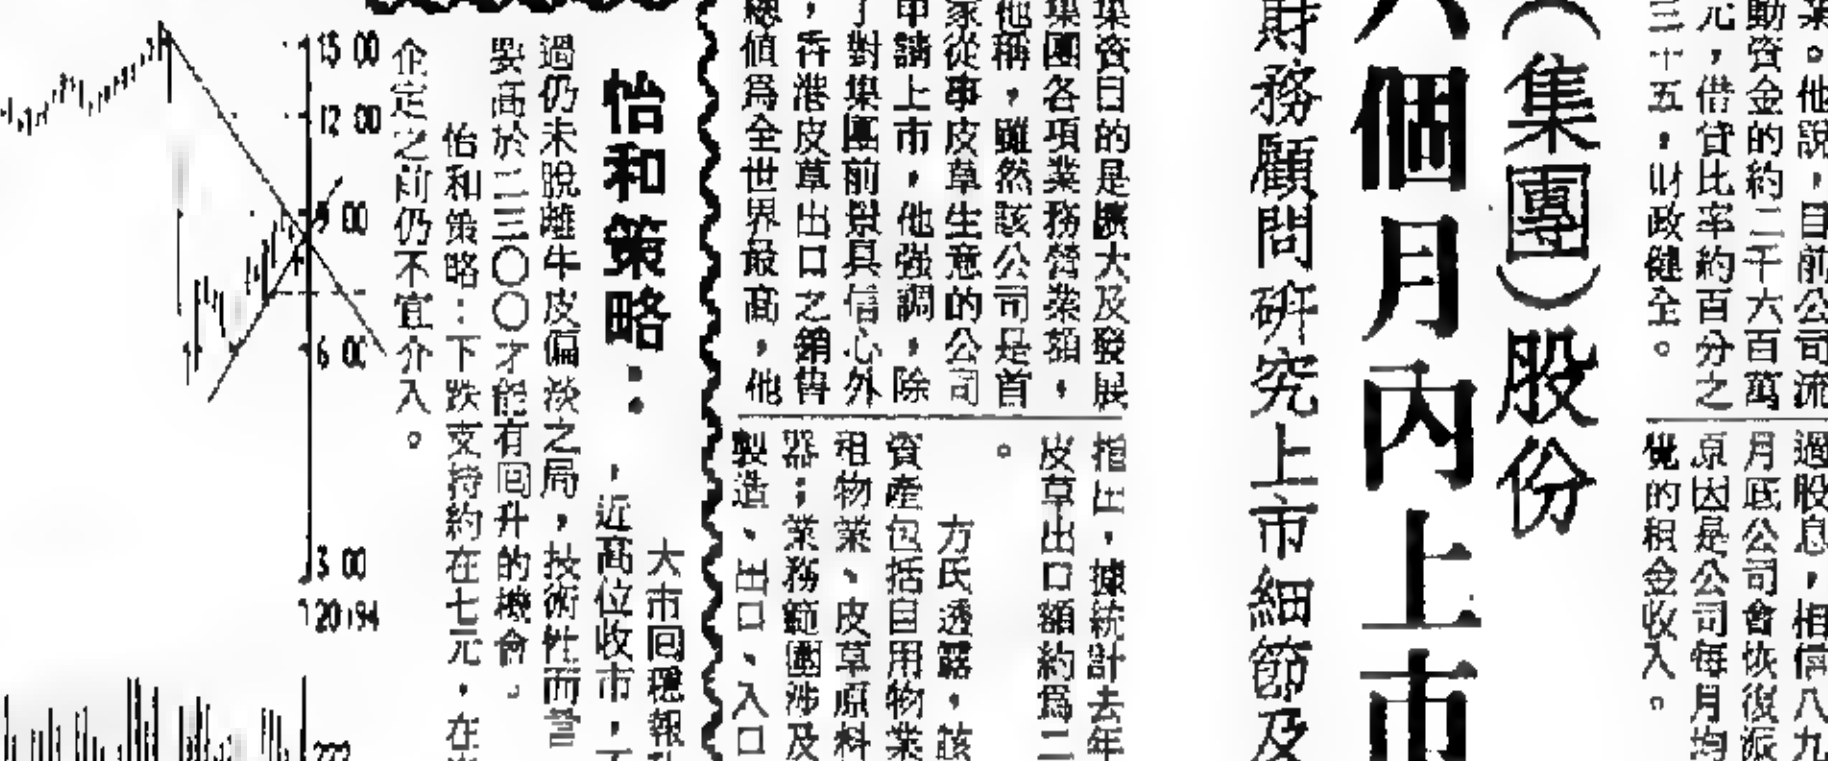 業。他說，目前公司流
動資金的約二千六百萬
元，借貸比率約百分之
三十五，財政健全。
過股息，相信八九
月底公司會恢復派
原因是公司每月均
覺的租金收入。
（集團）股份
六個月內上市
財務顧問研究上市細節及
集資目的是擴大及發展
集團各項業務營業額，
他稱，雖然該公司是首
家從事皮草生意的公司
申請上市，他強調，除
了對集團前景具信心外
，香港皮草出口之銷售
總值為全世界最高，他
指出，據統計去年
皮草出口額約為二
。
方氏透露，該
資產包括自用物業
租物業、皮草原料
器；業務範圍涉及
製造、出口、入口
怡和策略：
大市回穩報
，近高位收市，
過仍未脫離牛皮偏淡之局，技術性而言
要高於二三〇〇才能有回升的機會。
怡和策略：下跌支持約在七元，在
企定之前仍不宜介入。
15 00
12 00
9 00
6 00
3 00